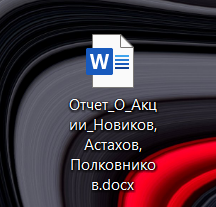 W
Отчет_О_Акц
ии_Новиков,
Астахов,
Полковнико
в.docx